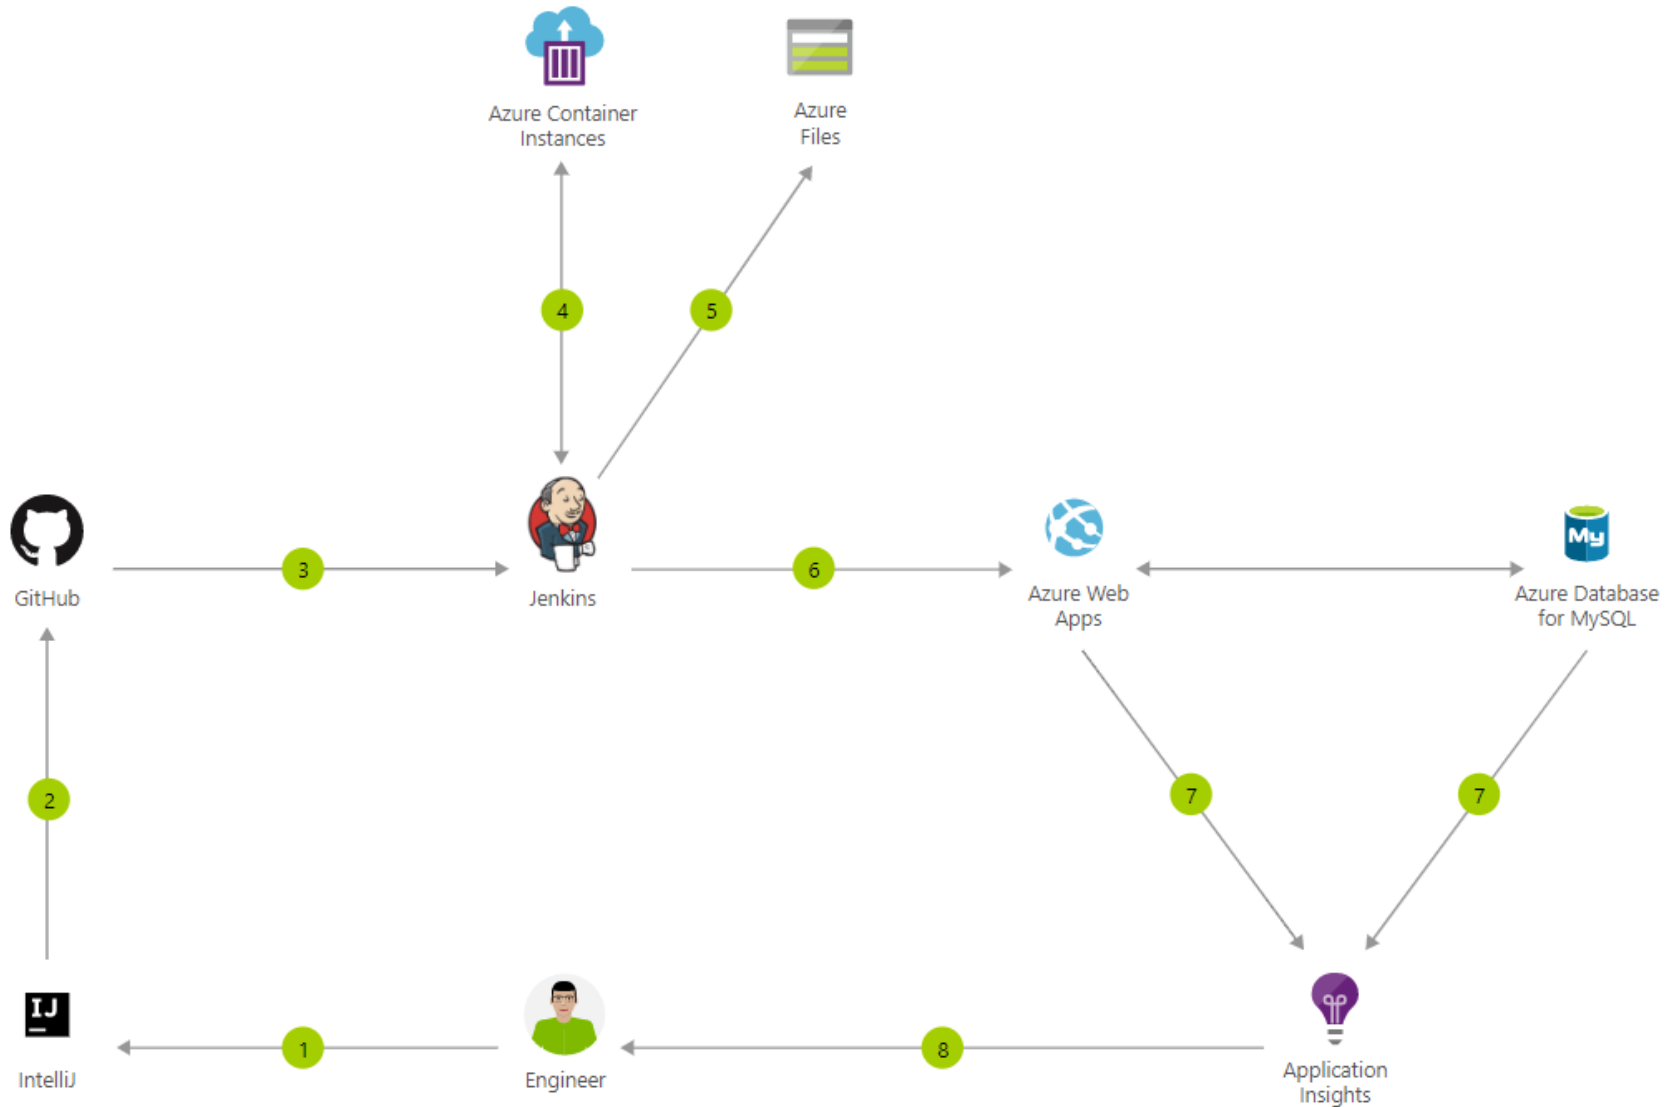 Azure Container
Instances
Azure
Files
4
5
GitHub
3
Jenkins
6
Azure Web
Apps
My
Azure Database
for MySQL
2
7
7
IJ
IntelliJ
1
Engineer
8
Application
Insights